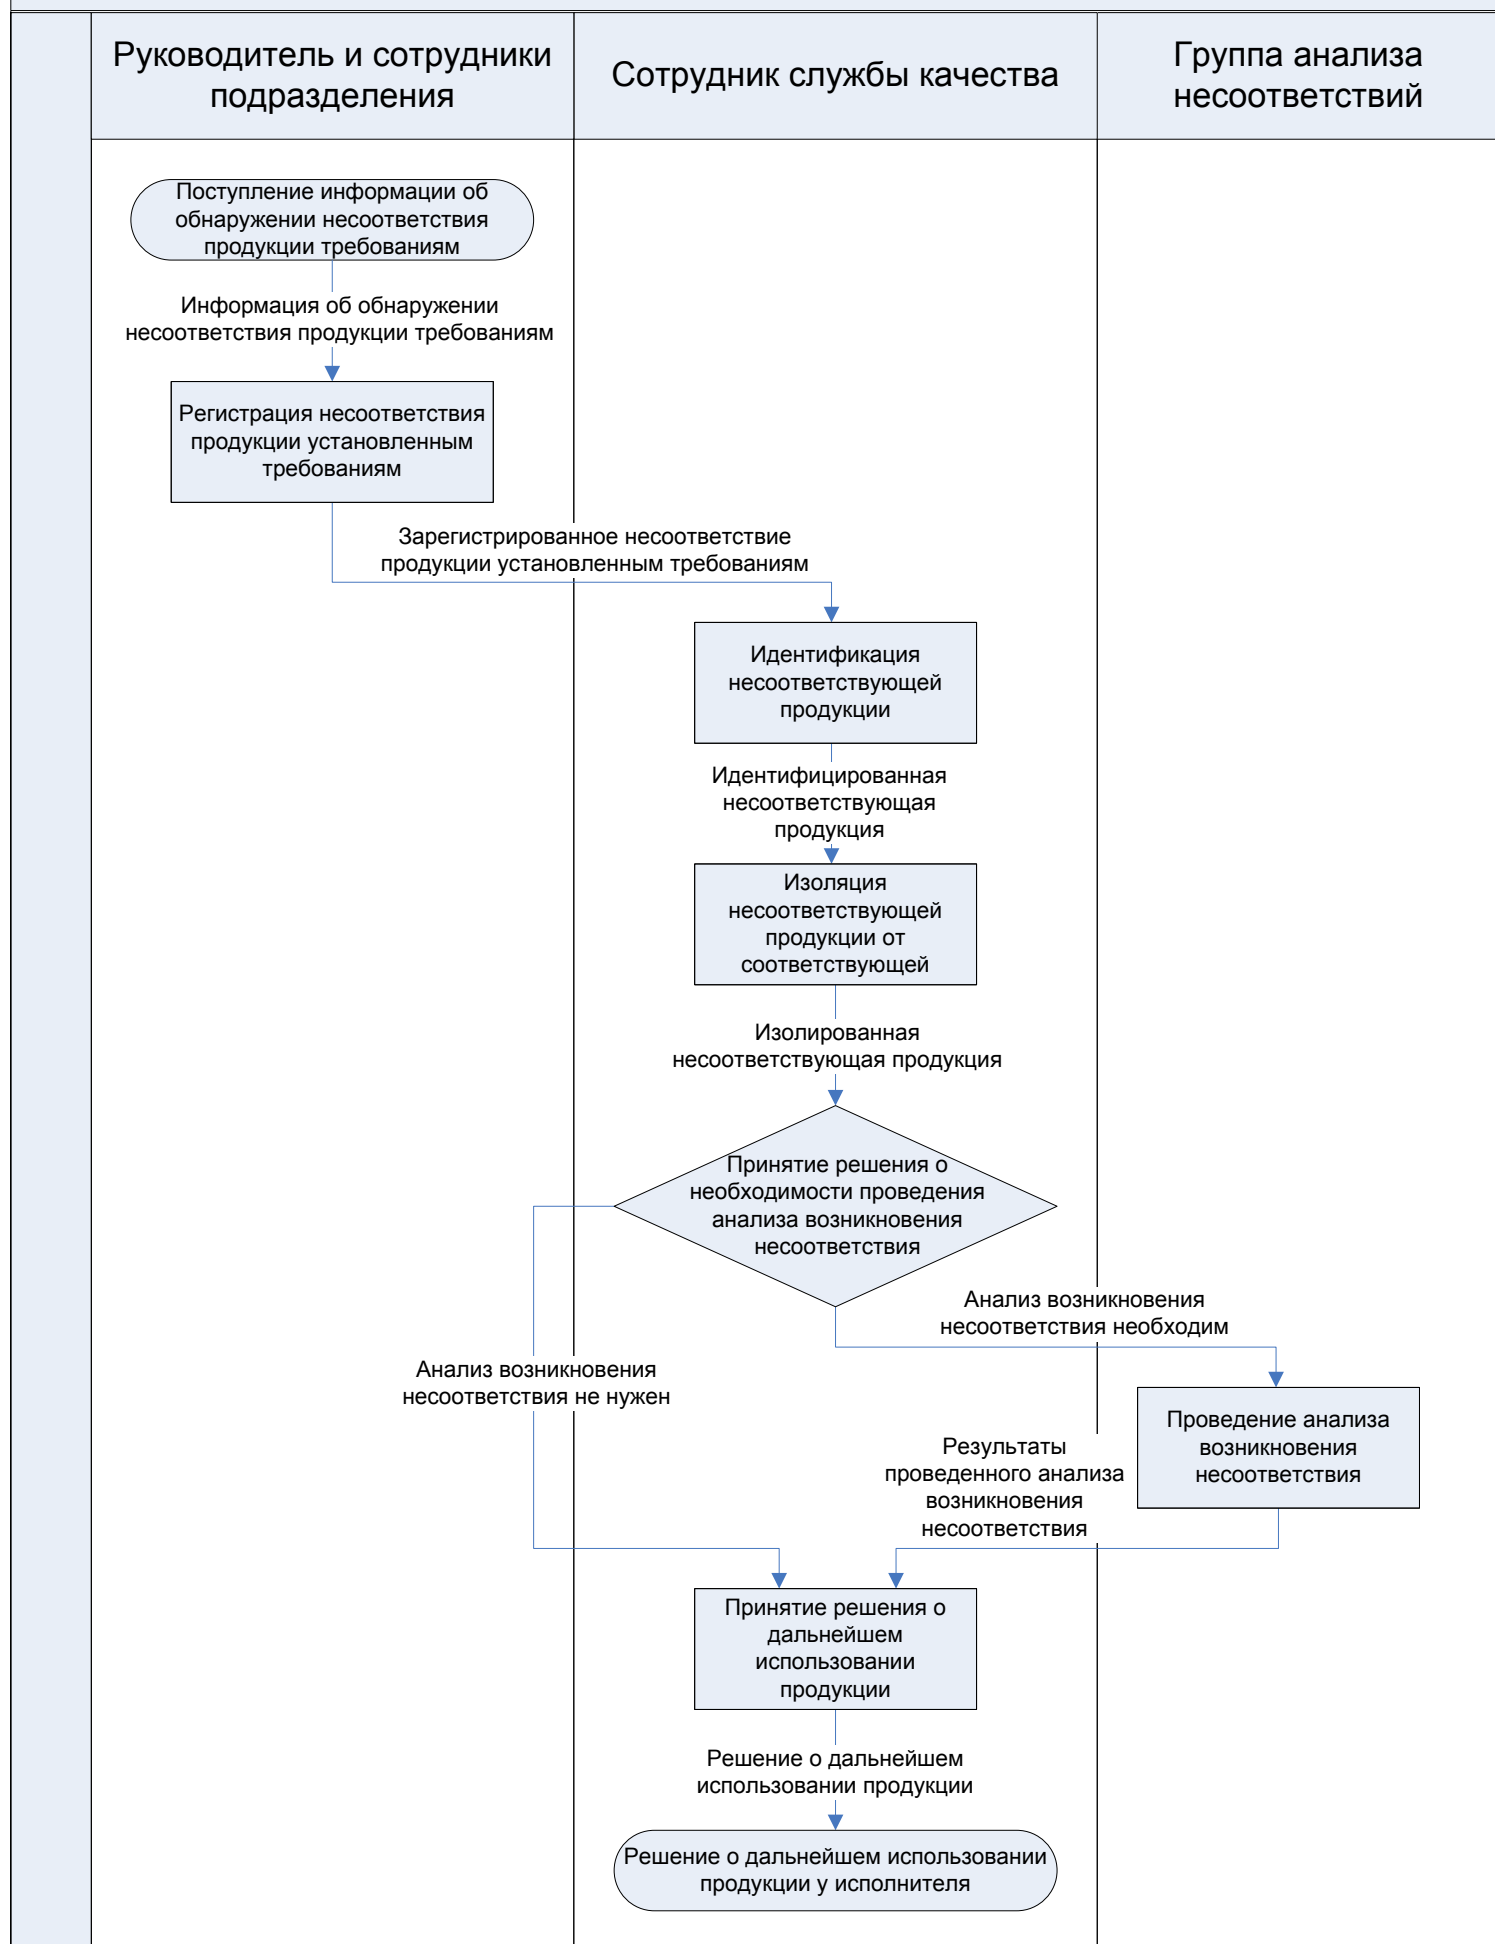 Руководитель и сотрудники
подразделения
Сотрудник службы качества
Группа анализа
несоответствий
Поступление информации об
обнаружении несоответствия
продукции требованиям
Информация об обнаружении
несоответствия продукции требованиям
Регистрация несоответствия
продукции установленным
требованиям
Зарегистрированное несоответствие
продукции установленным требованиям
Идентификация
несоответствующей
продукции
Идентифицированная
несоответствующая
продукция
Изоляция
несоответствующей
продукции от
соответствующей
Изолированная
несоответствующая продукция
Принятие решения о
необходимости проведения
анализа возникновения
несоответствия
Анализ возникновения
несоответствия необходим
Анализ возникновения
несоответствия не нужен
Проведение анализа
возникновения
несоответствия
Результаты
проведенного анализа
возникновения
несоответствия
Принятие решения о
дальнейшем
использовании
продукции
Решение о дальнейшем
использовании продукции
Решение о дальнейшем использовании
продукции у исполнителя